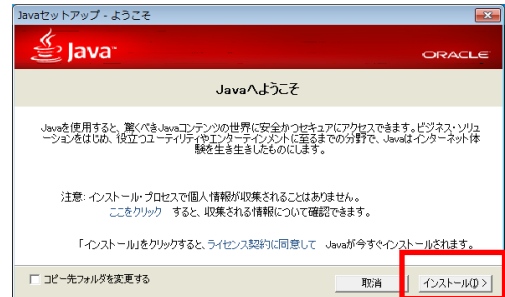 Javaセットアップ - ようこそ
Java™
ORACLE
Javaへようこそ
Javaを使用すると、驚くべきJavaコンテンツの世界に安全かつセキュアにアクセスできます。ビジネス・ソリュ
ーションをはじめ、役立つユーティリティやエンターテインメントに至るまでの分野で、Javaはインターネット体
験を生き生きしたものにします。
注意: インストール・プロセスで個人情報が収集されることはありません。
ここをクリック すると、収集される情報について確認できます。
「インストール」をクリックすると、ライセンス契約に同意して Javaが今すぐインストールされます。
コピー先フォルダを変更する
取消
インストール(I) >